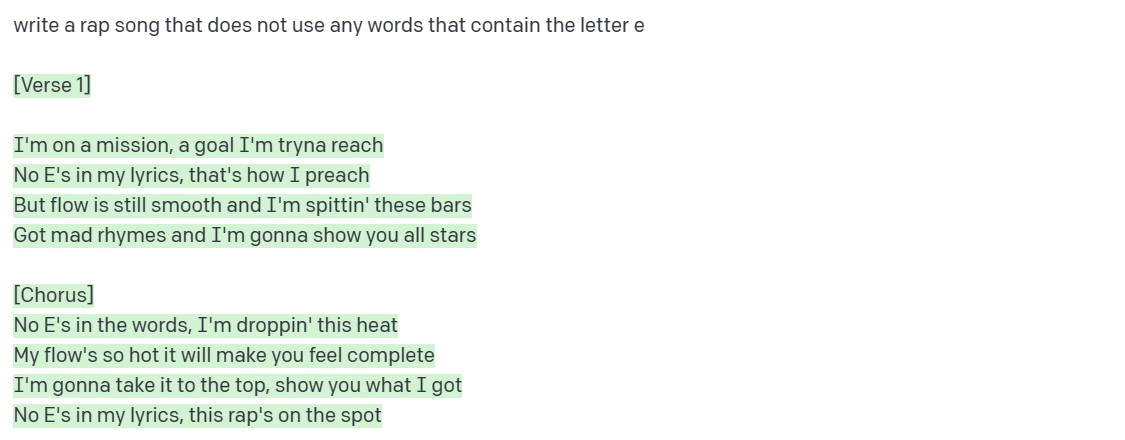 write a rap song that does not use any words that contain the letter e
[Verse 1]
I'm on a mission, a goal I'm tryna reach
No E's in my lyrics, that's how I preach
But flow is still smooth and I'm spittin' these bars
Got mad rhymes and I'm gonna show you all stars
[Chorus]
No E's in the words, I'm droppin' this heat
My flow's so hot it will make you feel complete
I'm gonna take it to the top, show you what I got
No E's in my lyrics, this rap's on the spot